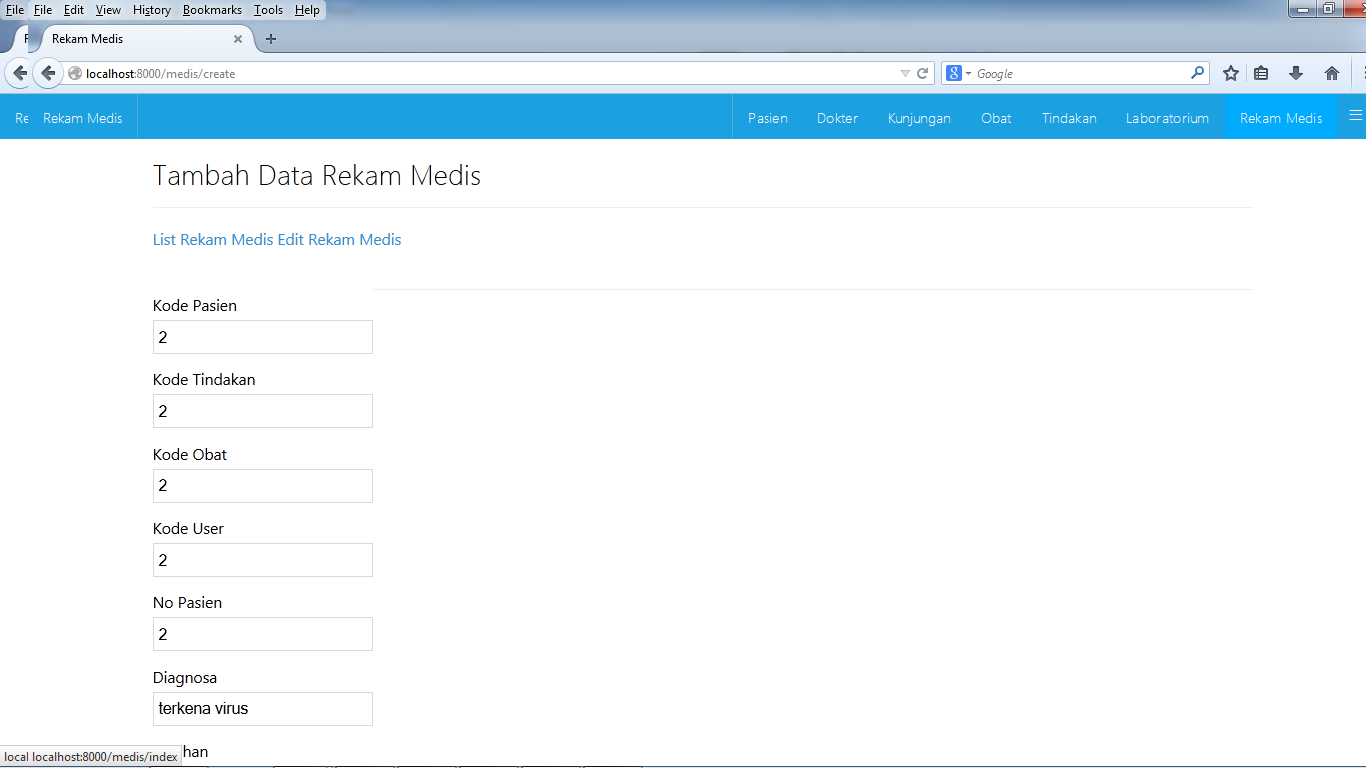 File File Edit View History Bookmarks Tools Help
Rekam Medis
localhost:8000/medis/create
Google
Re Rekam Medis Pasien Dokter Kunjungan Obat Tindakan Laboratorium Rekam Medis
Tambah Data Rekam Medis
List Rekam Medis Edit Rekam Medis
Kode Pasien
2
Kode Tindakan
2
Kode Obat
2
Kode User
2
No Pasien
2
Diagnosa
terkena virus
han
local localhost:8000/medis/index